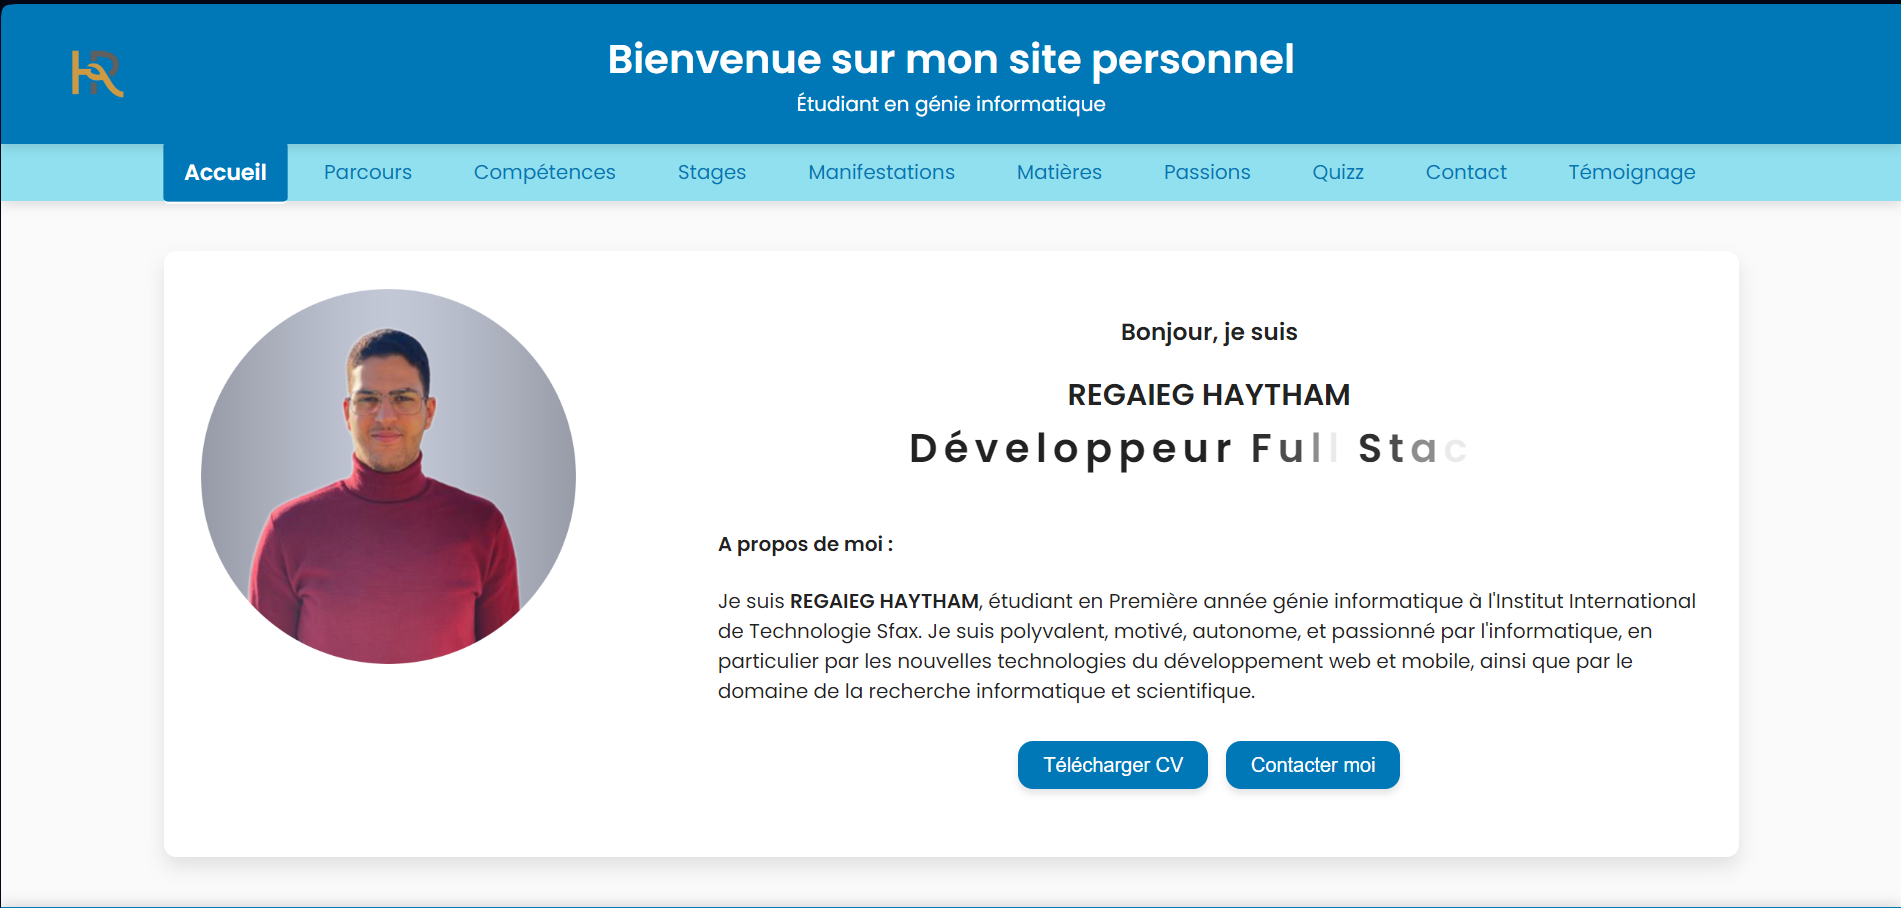 HR
Bienvenue sur mon site personnel
Étudiant en génie informatique
Accueil Parcours Compétences Stages Manifestations Matières Passions Quizz Contact Témoignage
Bonjour, je suis
REGAIEG HAYTHAM
Développeur Full Stac
A propos de moi :
Je suis REGAIEG HAYTHAM, étudiant en Première année génie informatique à l'Institut International
de Technologie Sfax. Je suis polyvalent, motivé, autonome, et passionné par l'informatique, en
particulier par les nouvelles technologies du développement web et mobile, ainsi que par le
domaine de la recherche informatique et scientifique.
Télécharger CV Contacter moi